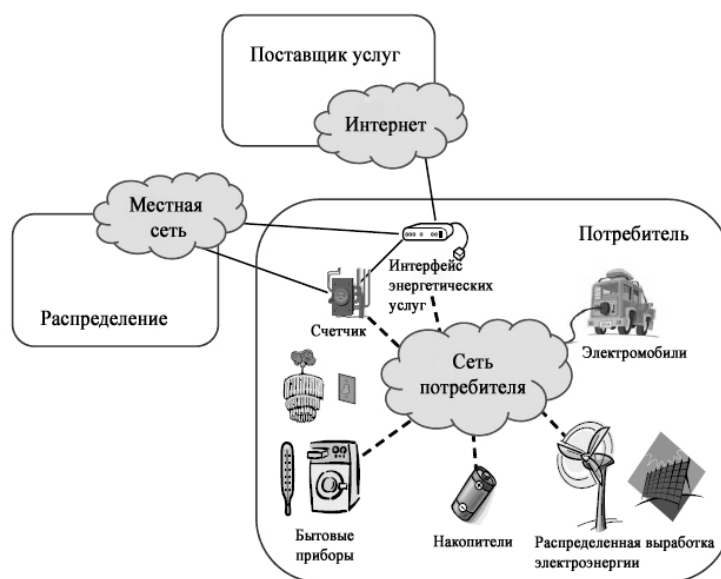 Поставщик услуг
Интернет
Местная
сеть
Распределение
Потребитель
Интерфейс
энергетических
услуг
Счетчик
Электромобили
Сеть
потребителя
Бытовые
приборы
Накопители
Распределенная выработка
электроэнергии